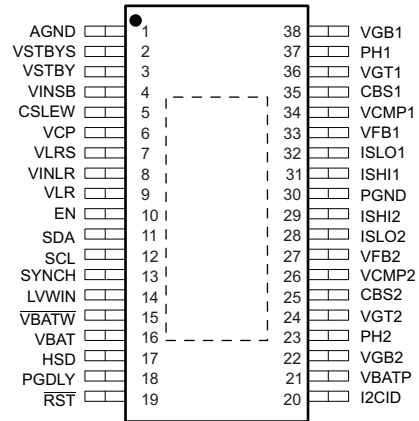 AGND 1 38 VGB1
VSTBYS 2 37 PH1
VSTBY 3 36 VGT1
VINSB 4 35 CBS1
CSLEW 5 34 VCMP1
VCP 6 33 VFB1
VLRS 7 32 ISLO1
VINLR 8 31 ISHI1
VLR 9 30 PGND
EN 10 29 ISHI2
SDA 11 28 ISLO2
SCL 12 27 VFB2
SYNCH 13 26 VCMP2
LVWIN 14 25 CBS2
VBATW 15 24 VGT2
VBAT 16 23 PH2
HSD 17 22 VGB2
PGDLY 18 21 VBATP
RST 19 20 I2CID